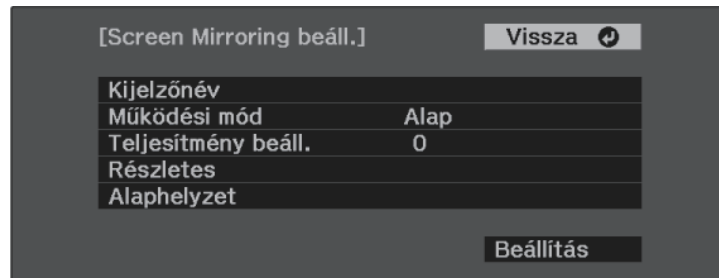 [Screen Mirroring beáll.] Vissza
Kijelzőnév
Működési mód Alap
Teljesítmény beáll. 0
Részletes
Alaphelyzet
Beállítás